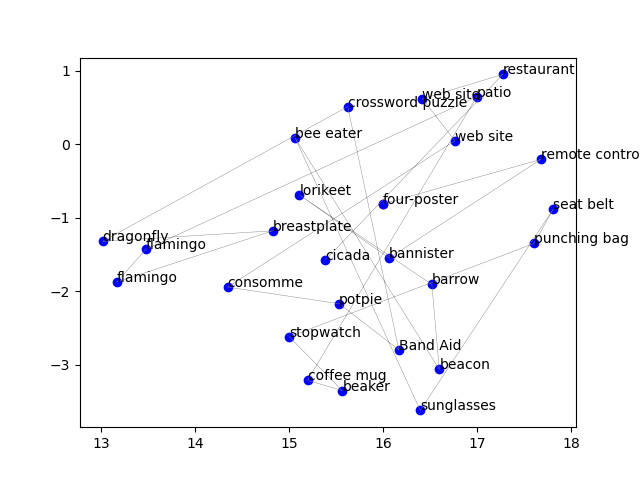 restaurant
web site
patio
crossword puzzle
bee eater
web site
remote contro
lorikeet
four-poster
seat belt
dragonfly
flamingo
breastplate
punching bag
cicada
bannister
flamingo
consomme
barrow
potpie
stopwatch
Band Aid
beacon
coffee mug
beaker
sunglasses
1
0
−1
−2
−3
13 14 15 16 17 18